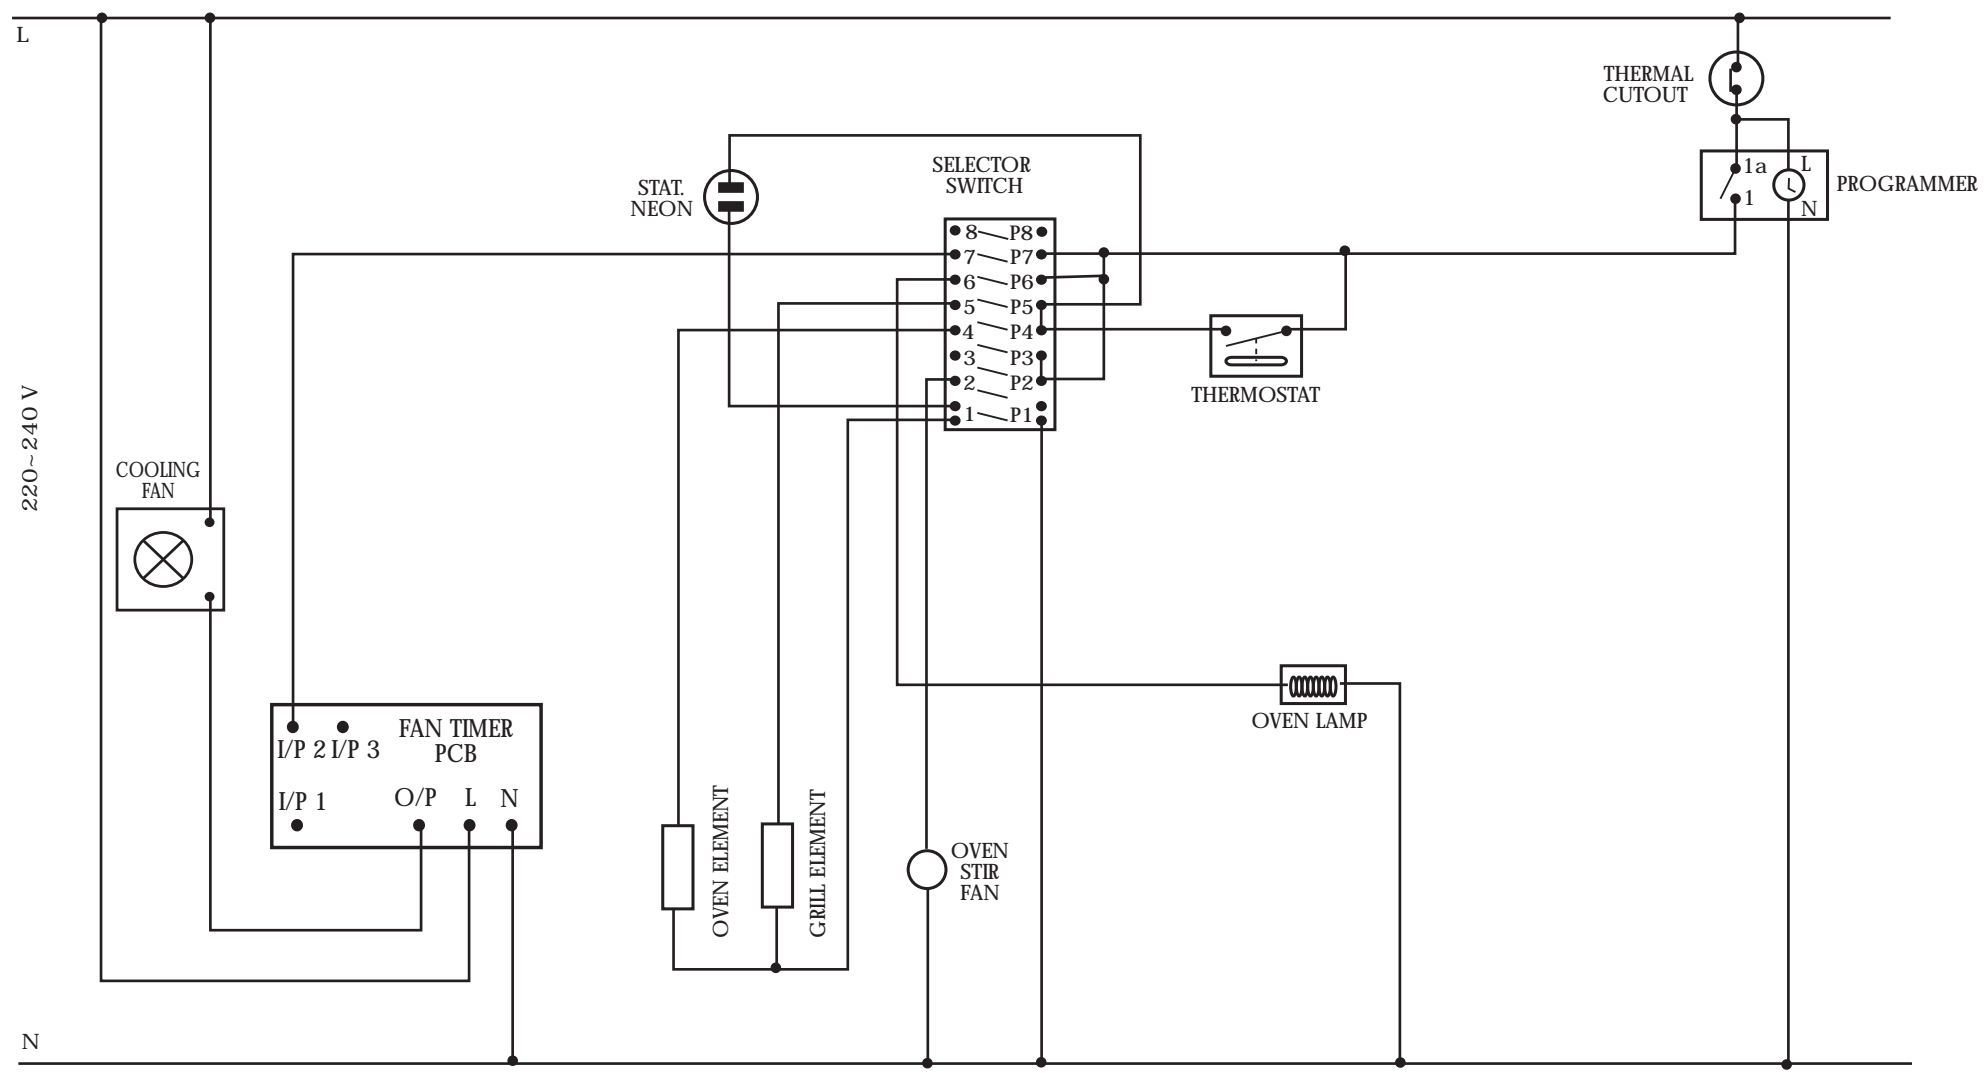 L
THERMAL
CUTOUT
SELECTOR
SWITCH
STAT.
NEON
1a
L
1
N
PROGRAMMER
8 P8
7 P7
6 P6
5 P5
4 P4
3 P3
2 P2
1 P1
THERMOSTAT
220~240 V
COOLING
FAN
OVEN LAMP
FAN TIMER
PCB
I/P 2 I/P 3
I/P 1
O/P L N
OVEN ELEMENT
GRILL ELEMENT
OVEN
STIR
FAN
N